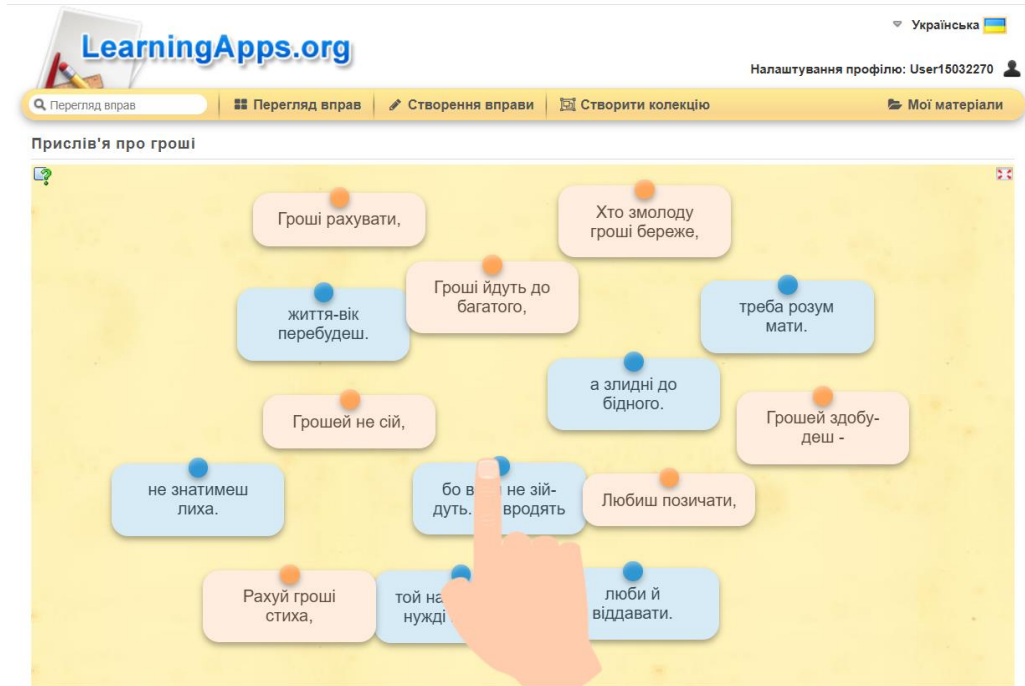 LearningApps.org
Українська
Налаштування профілю: User15032270
Перегляд вправ
Перегляд вправ
Створення вправи
Створити колекцію
Мої матеріали
Прислів'я про гроші
Гроші рахувати,
Хто змолоду
гроші береже,
Гроші йдуть до
багатого,
життя-вік
перебудеш.
треба розум
мати.
а злидні до
бідного.
Грошей не сій,
Грошей здобу-
деш -
не знатимеш
лиха.
бо не зій-
дуть. вродять
Любиш позичати,
Рахуй гроші
стиха,
той
нужді
люби й
віддавати.